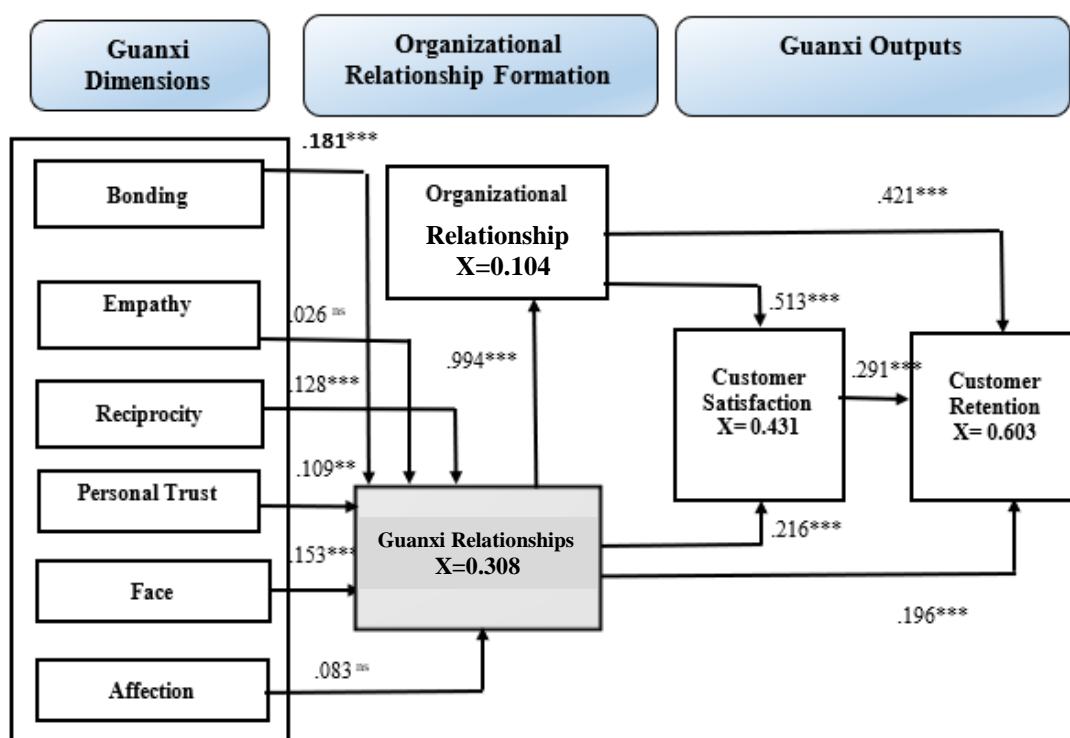 Guanxi
Dimensions
Organizational
Relationship Formation
Guanxi Outputs
.181***
Bonding
Organizational
Relationship
X=0.104
.421***
Empathy
.026 ns
.513***
.994***
.128***
Reciprocity
Customer
Satisfaction
X= 0.431
.291***
Customer
Retention
X= 0.603
.109**
Personal Trust
Guanxi Relationships
X=0.308
.216***
.153***
Face
.196***
.083 ns
Affection